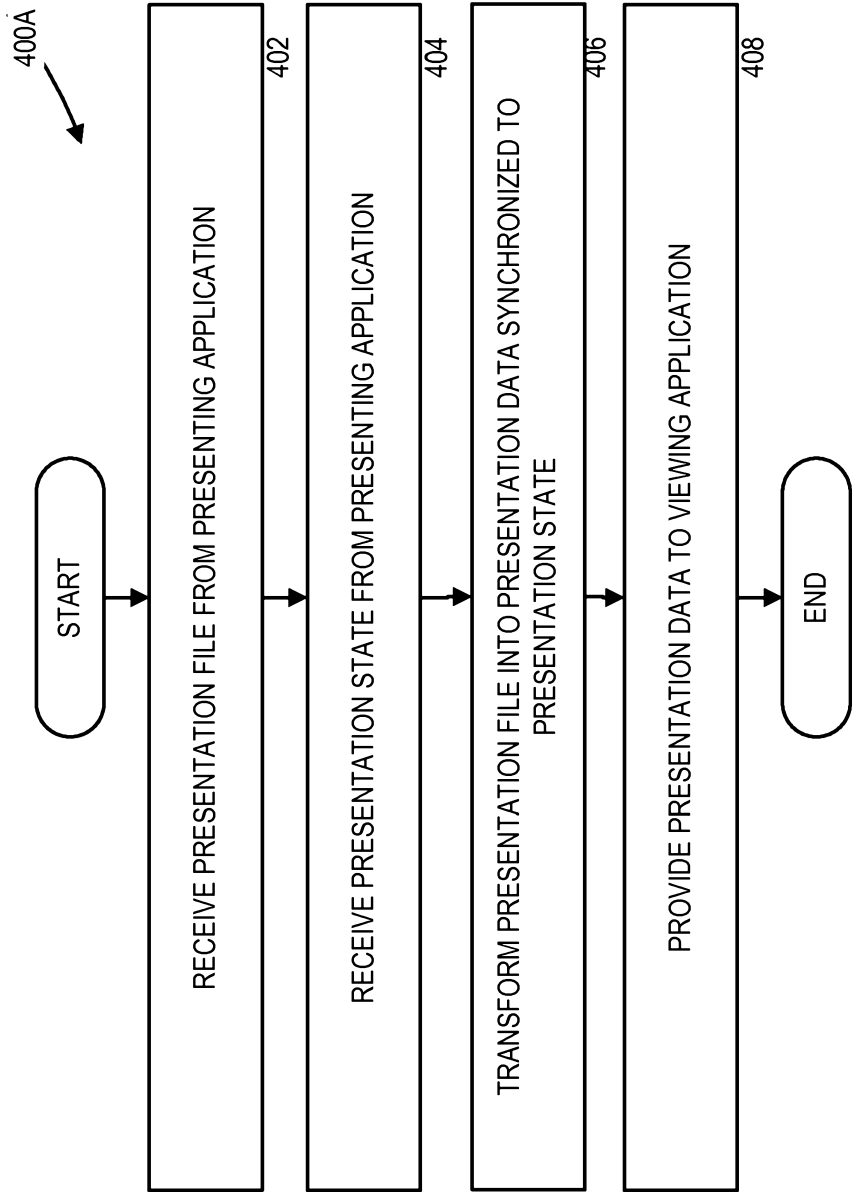 400A
START
RECEIVE PRESENTATION FILE FROM PRESENTING APPLICATION
402
RECEIVE PRESENTATION STATE FROM PRESENTING APPLICATION
404
TRANSFORM PRESENTATION FILE INTO PRESENTATION DATA SYNCHRONIZED TO
PRESENTATION STATE
406
PROVIDE PRESENTATION DATA TO VIEWING APPLICATION
408
END